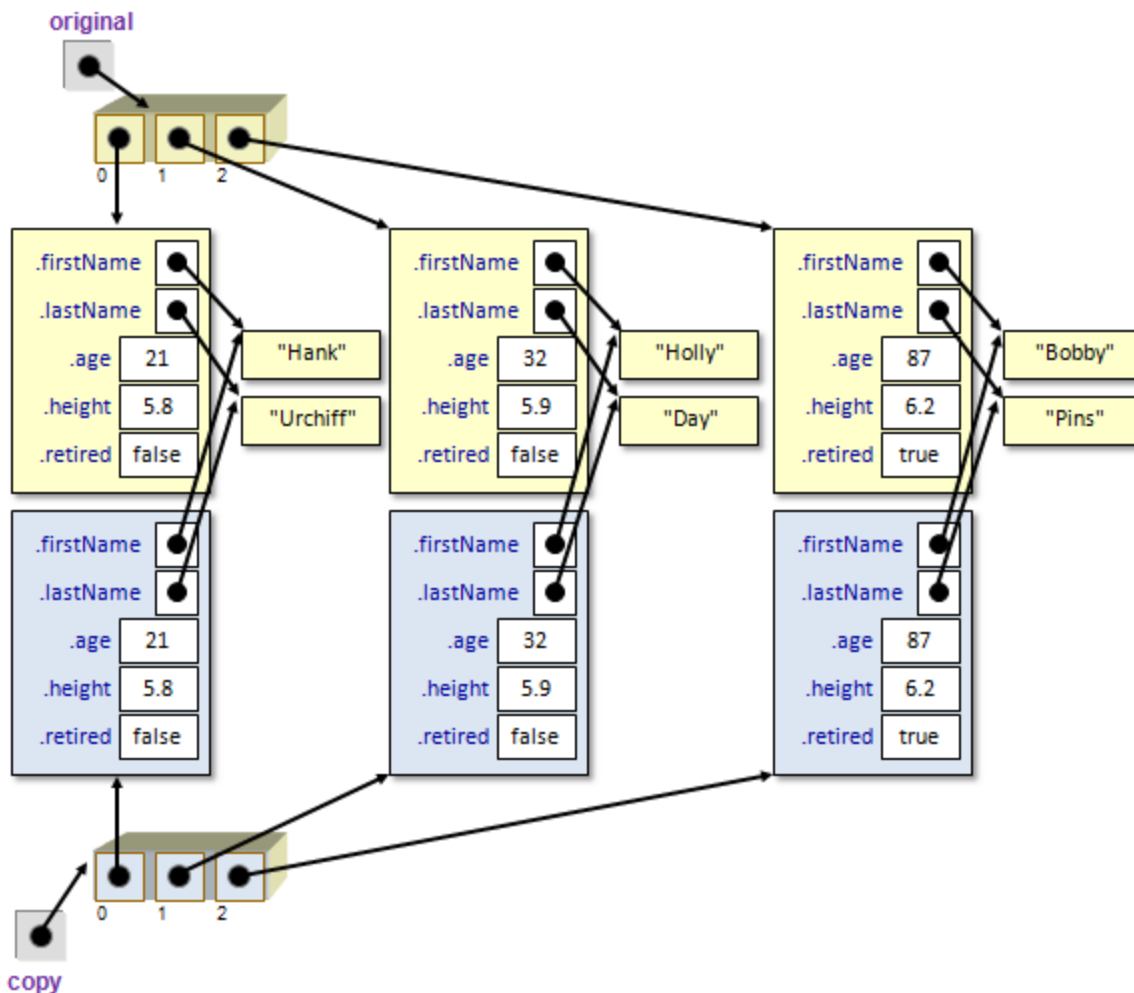 original
0 1 2
.firstName .firstName .firstName
.lastName .lastName .lastName
"Hank" "Holly" "Bobby"
.age 21 .age 32 .age 87
.height 5.8 .height 5.9 .height 6.2
"Urchiff" "Day" "Pins"
.retired false .retired false .retired true
.firstName .firstName .firstName
.lastName .lastName .lastName
.age 21 .age 32 .age 87
.height 5.8 .height 5.9 .height 6.2
.retired false .retired false .retired true
0 1 2
copy